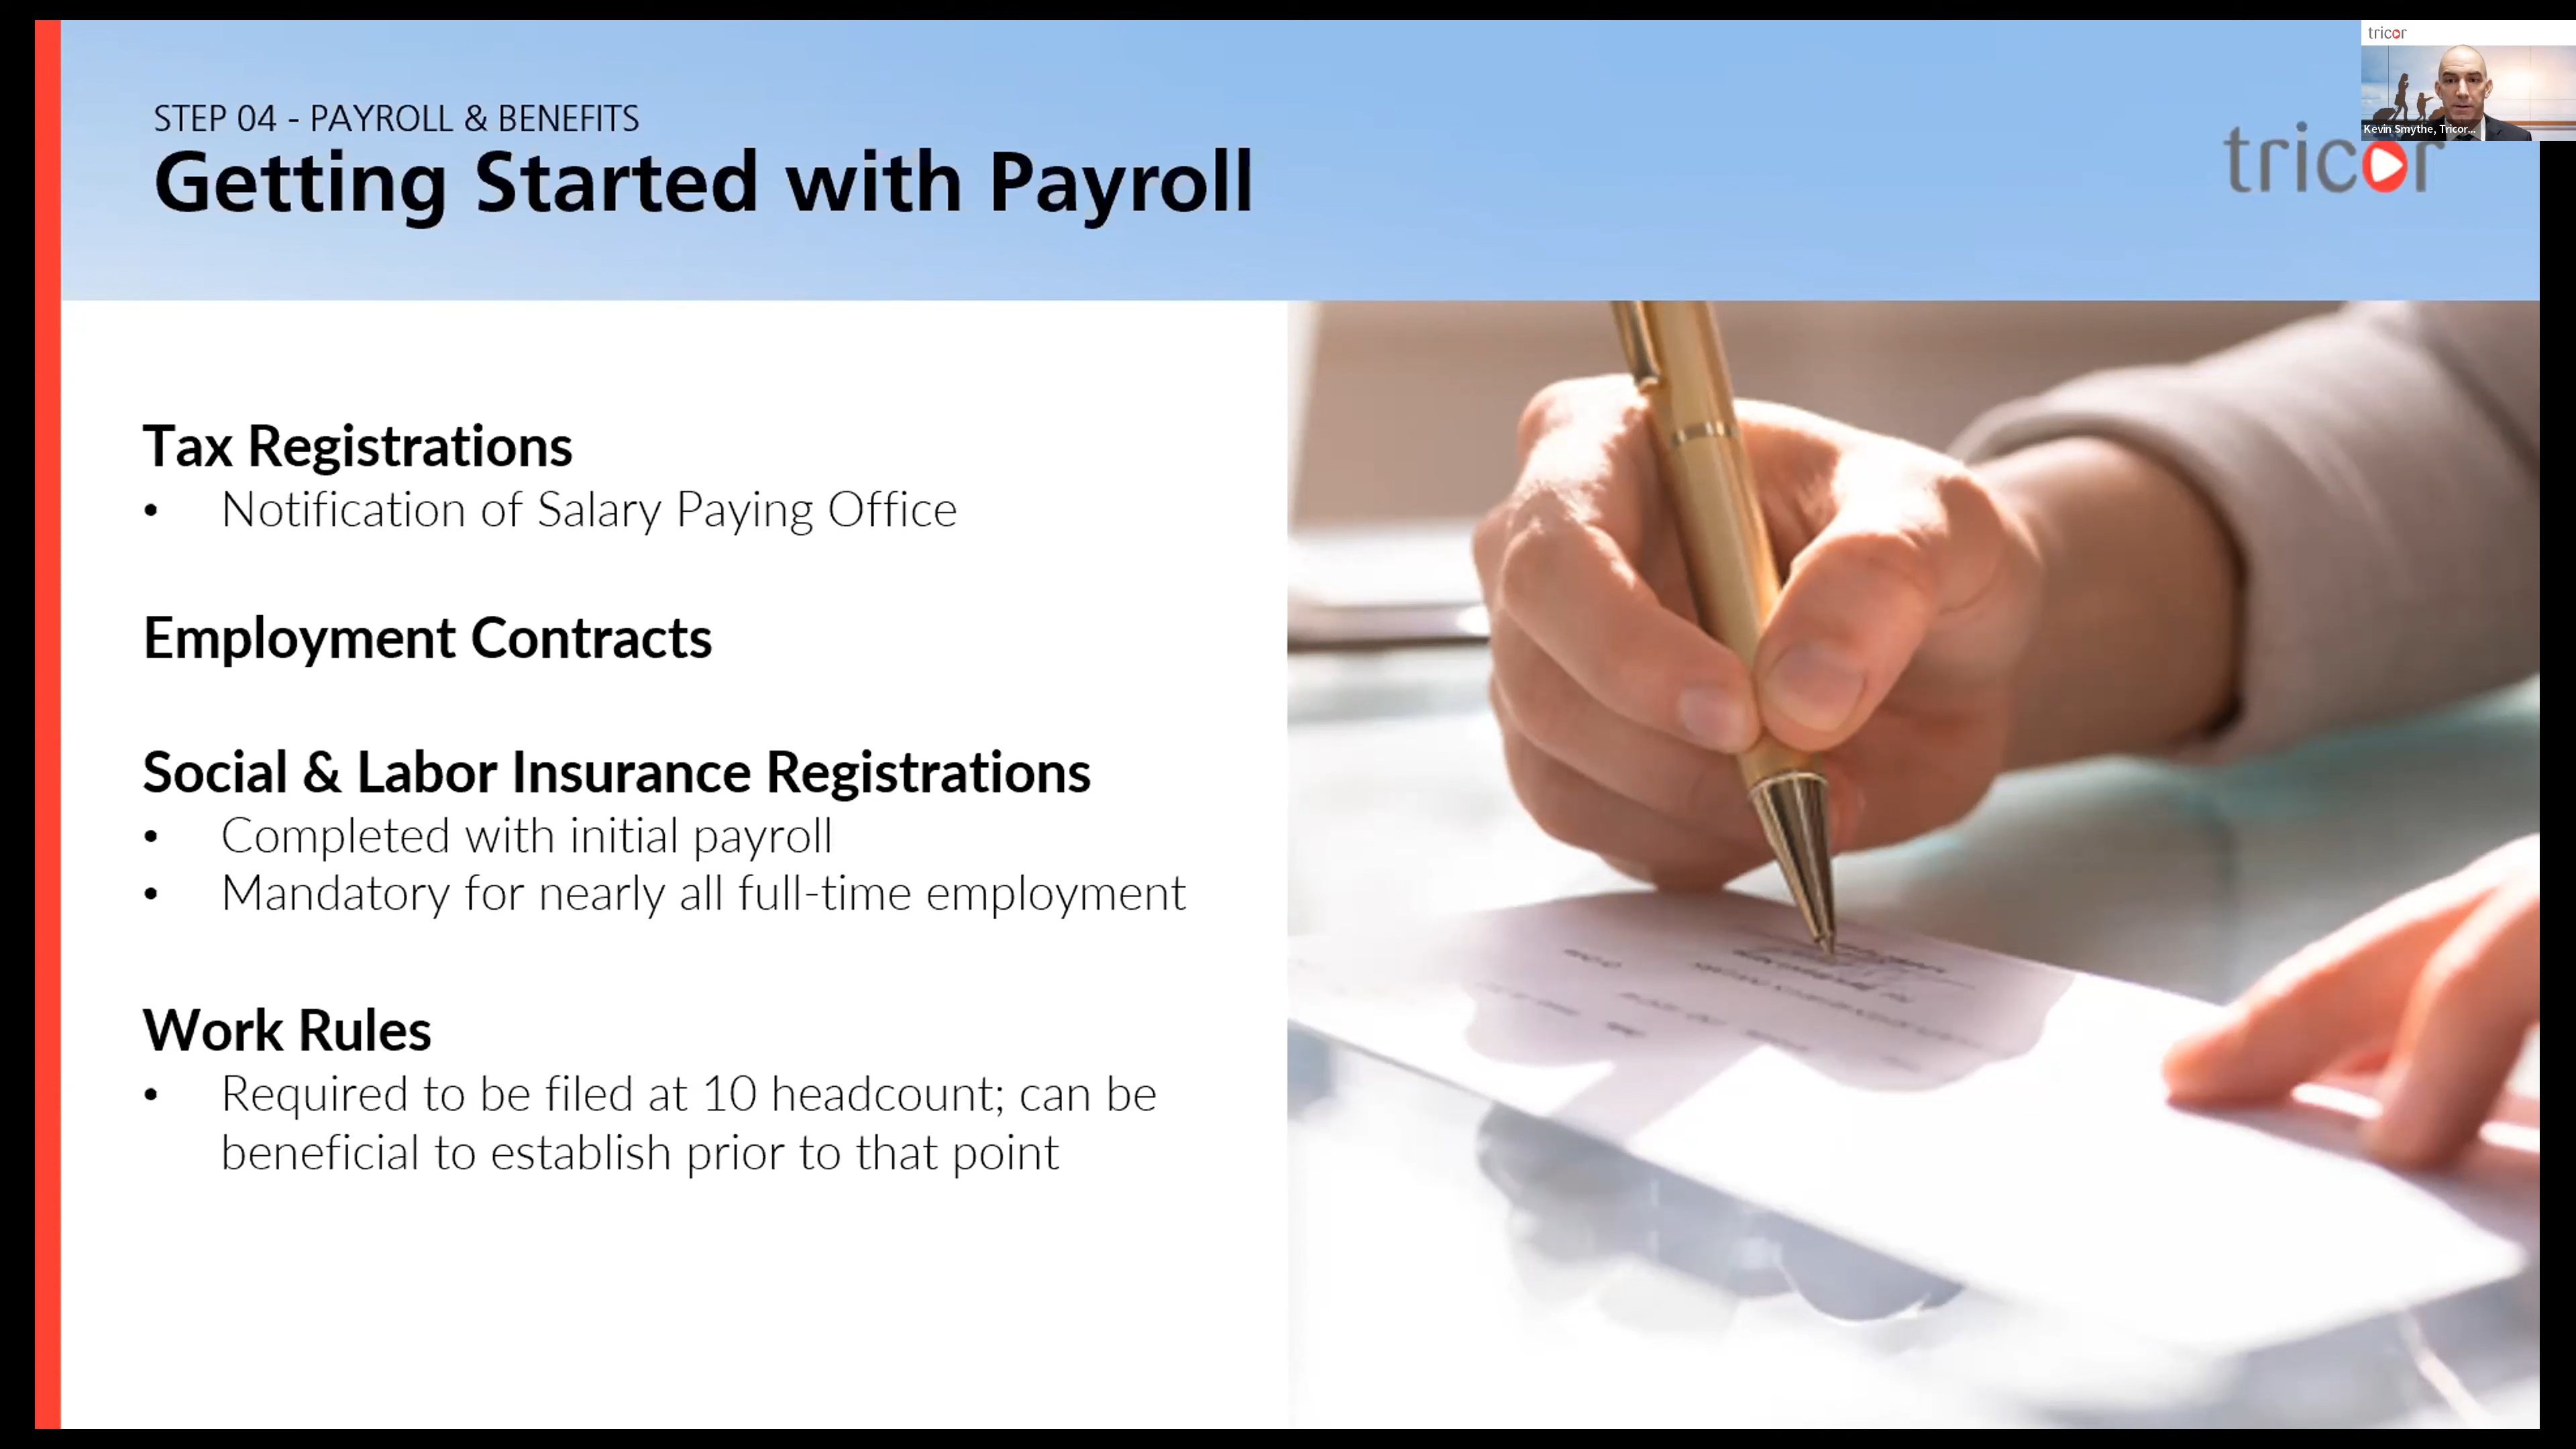 tricor
Kevin Smythe, Tricor...
STEP 04 - PAYROLL & BENEFITS
Getting Started with Payroll
tricor
Tax Registrations
• Notification of Salary Paying Office
Employment Contracts
Social & Labor Insurance Registrations
• Completed with initial payroll
• Mandatory for nearly all full-time employment
Work Rules
• Required to be filed at 10 headcount; can be
beneficial to establish prior to that point